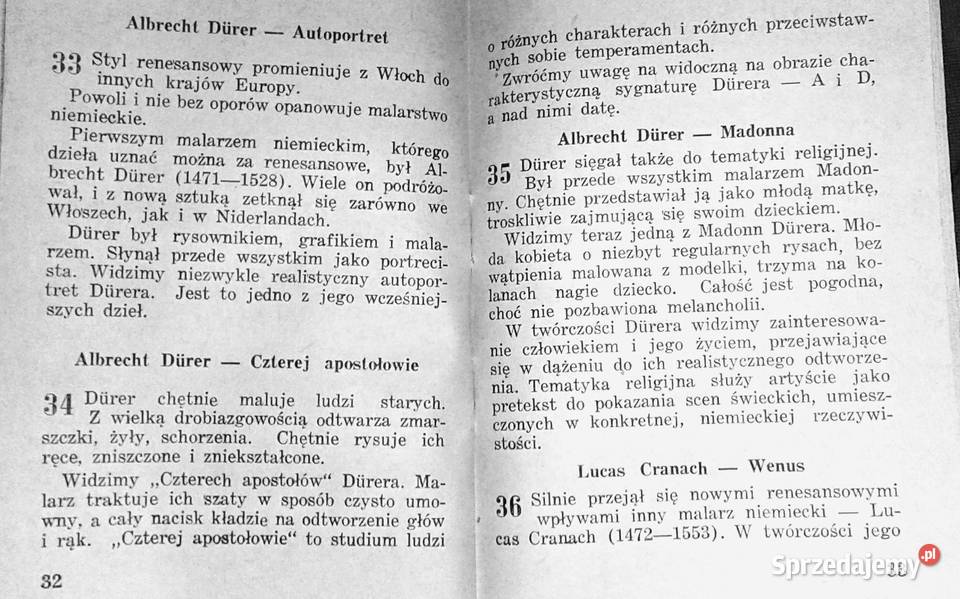 Albrecht Dürer — Autoportret
33 Styl renesansowy promieniuje z Włoch do
innych krajów Europy.
Powoli i nie bez oporów opanowuje malarstwo
niemieckie.
Pierwszym malarzem niemieckim, którego
dzieła uznać można za renesansowe, był Al-
brecht Dürer (1471—1528). Wiele on podróżo-
wał, i z nową sztuką zetknął się zarówno we
Włoszech, jak i w Niderlandach.
Dürer był rysownikiem, grafikiem i mala-
rzem. Słynął przede wszystkim jako portreci-
sta. Widzimy niezwykle realistyczny autopor-
tret Dürera. Jest to jedno z jego wcześniej-
szych dzieł.
Albrecht Dürer — Czterej apostołowie
34 Dürer chętnie maluje ludzi starych.
Z wielką drobiazgowością odtwarza zmar-
szczki, żyły, schorzenia. Chętnie rysuje ich
ręce, zniszczone i zniekształcone.
Widzimy „Czterech apostołów" Dürera. Ma-
larz traktuje ich szaty w sposób czysto umo-
wny, a cały nacisk kładzie na odtworzenie głów
i rąk. „Czterej apostołowie" to studium ludzi
32
o różnych charakterach i różnych przeciwstaw-
nych sobie temperamentach.
Zwróćmy uwagę na widoczną na obrazie cha-
rakterystyczną sygnaturę Dürera — A i D,
a nad nimi datę.
Albrecht Dürer — Madonna
35 Dürer sięgał także do tematyki religijnej.
Był przede wszystkim malarzem Madon-
ny. Chętnie przedstawiał ją jako młodą matkę,
troskliwie zajmującą się swoim dzieckiem.
Widzimy teraz jedną z Madonn Dürera. Mło-
da kobieta o niezbyt regularnych rysach, bez
wątpienia malowana z modelki, trzyma na ko-
lanach nagie dziecko. Całość jest pogodna,
choć nie pozbawiona melancholii.
W twórczości Dürera widzimy zainteresowa-
nie człowiekiem i jego życiem, przejawiające
się w dążeniu do ich realistycznego odtworze-
nia. Tematyka religijna służy artyście jako
pretekst do pokazania scen świeckich, umiesz-
czonych w konkretnej, niemieckiej rzeczywi-
stości.
Lucas Cranach — Wenus
36 Silnie przejął się nowymi renesansowymi
wpływami inny malarz niemiecki — Lu-
cas Cranach (1472—1553). W twórczości jego
33
Sprzedajemy.pl